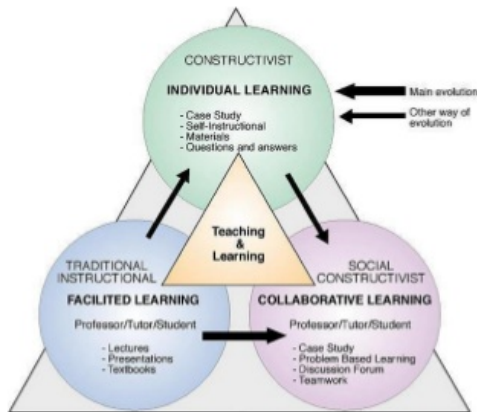 CONSTRUCTIVIST
INDIVIDUAL LEARNING
- Case Study
- Self-Instructional
- Materials
- Questions and answers
Main evolution
Other way of
evolution
Teaching
&
Learning
TRADITIONAL
INSTRUCTIONAL
FACILITED LEARNING
Professor/Tutor/Student
- Lectures
- Presentations
- Textbooks
SOCIAL
CONSTRUCTIVIST
COLLABORATIVE LEARNING
Professor/Tutor/Student
- Case Study
- Problem Based Learning
- Discussion Forum
- Teamwork